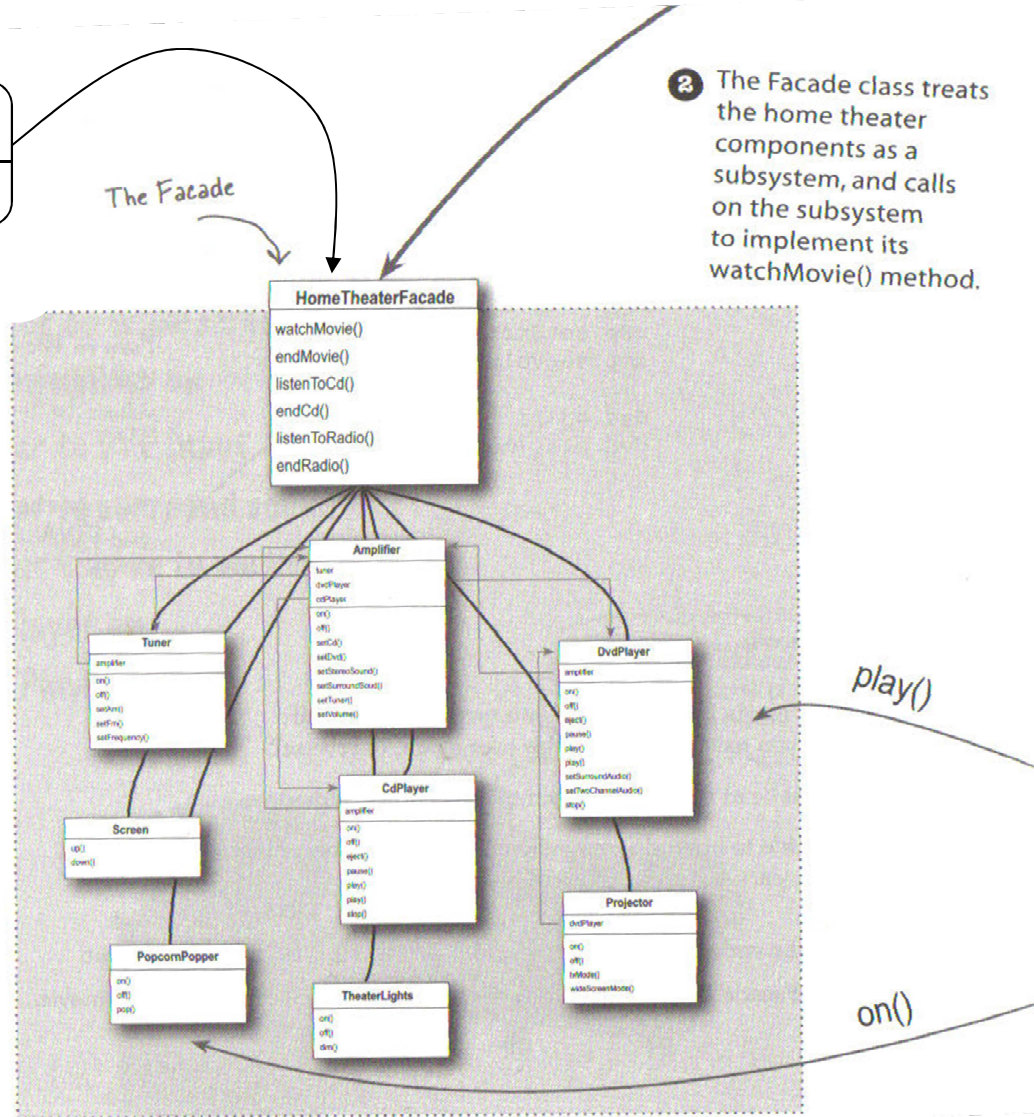 2 The Facade class treats
the home theater
components as a
subsystem, and calls
on the subsystem
to implement its
watchMovie() method.
The Facade
HomeTheaterFacade
watchMovie()
endMovie()
listenToCd()
endCd()
listenToRadio()
endRadio()
Amplifier
tuner
dvdPlayer
cdPlayer
on()
off()
setCd()
setDvd()
setStereoSound()
setSurroundSoud()
setTuner()
setVolume()
Tuner
amplifier
on()
off()
setAm()
setFm()
setFrequency()
DvdPlayer
amplifier
on()
off()
eject()
pause()
play()
play()
setSurroundAudio()
setTwoChannelAudio()
stop()
play()
Screen
up()
down()
CdPlayer
amplifier
on()
off()
eject()
pause()
play()
play()
stop()
Projector
dvdPlayer
on()
off()
tvMode()
wideScreenMode()
PopcornPopper
on()
off()
pop()
TheaterLights
on()
off()
dim()
on()